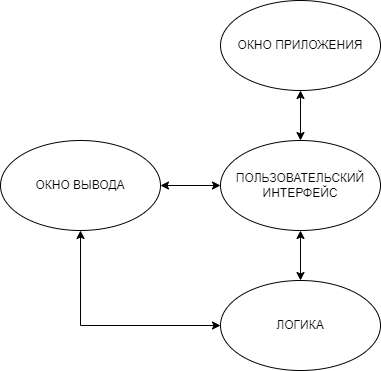 ОКНО ПРИЛОЖЕНИЯ
ОКНО ВЫВОДА
ПОЛЬЗОВАТЕЛЬСКИЙ
ИНТЕРФЕЙС
ЛОГИКА